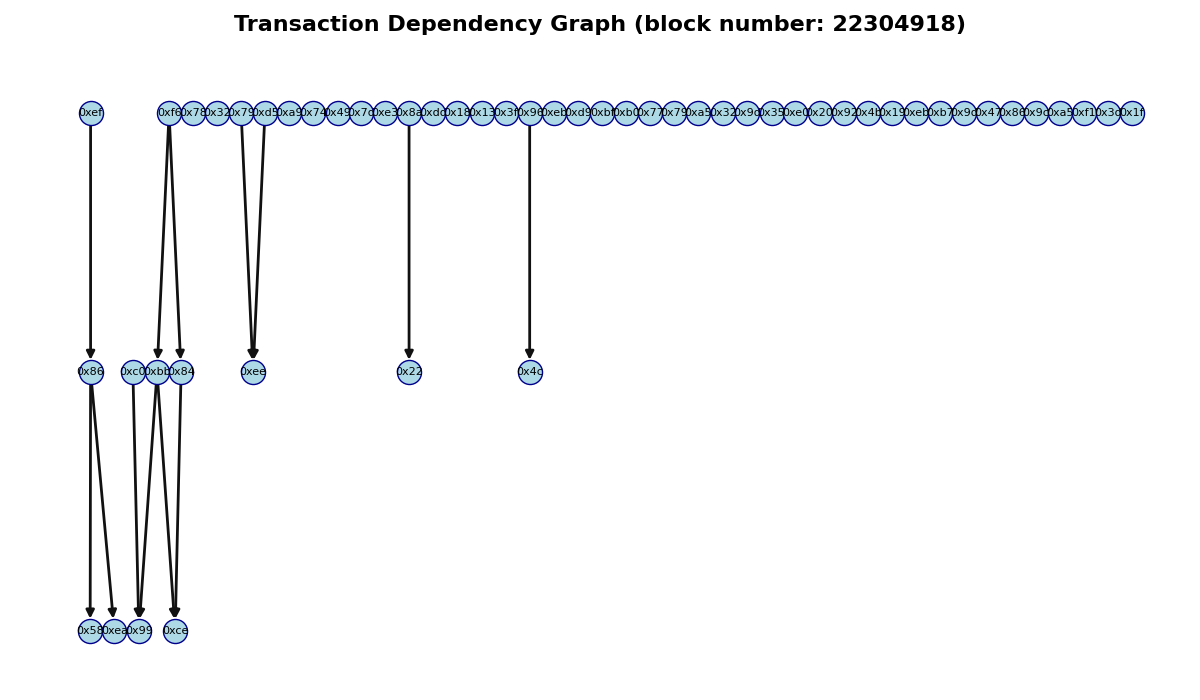 Transaction Dependency Graph (block number: 22304918)
0xef 0xf6 0x78 0x32 0x79 0xd5 0xa9 0x74 0x49 0x7c 0xe3 0x8a 0xdc 0x18 0x13 0x3f 0x96 0xeb 0xd9 0xbf 0xb0 0x77 0x79 0xa5 0x32 0x9d 0x35 0xe0 0x20 0x92 0x4b 0x19 0xeb 0xb7 0x9c 0x47 0x86 0x9c 0xa5 0xf1 0x3c 0x1f
0x86 0xc0 0xbb 0x84 0xee 0x22 0x4c
0x58 0xea 0x99 0xce